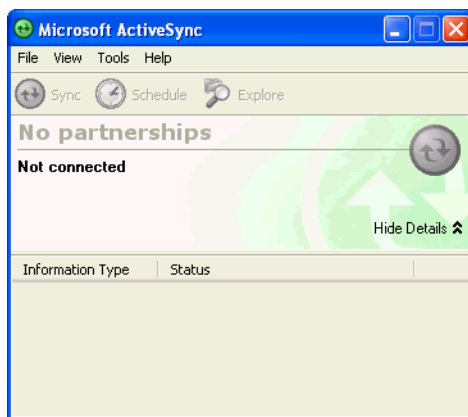 Microsoft ActiveSync
File View Tools Help
Sync Schedule Explore
No partnerships
Not connected
Hide Details
Information Type Status